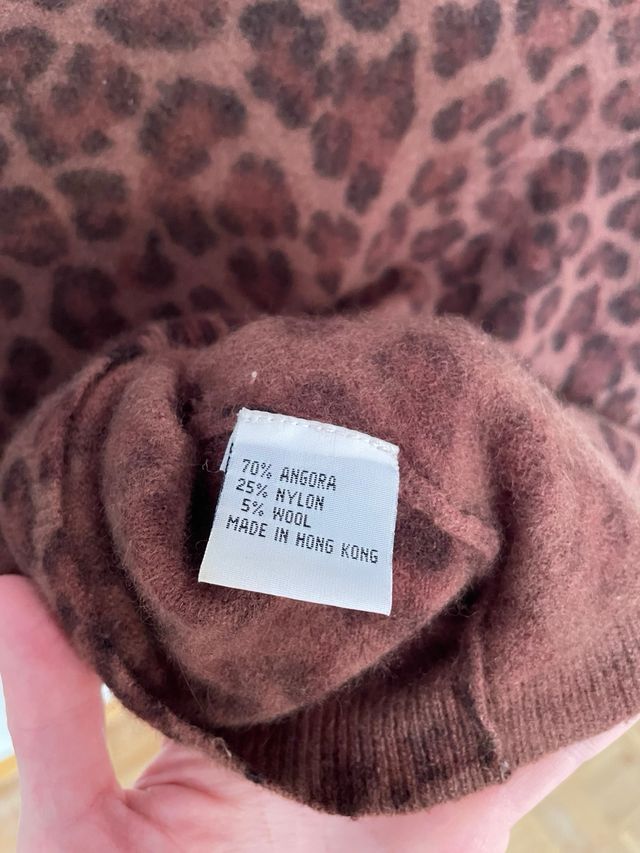 70% ANGORA
25% NYLON
5% WOOL
MADE IN HONG KONG